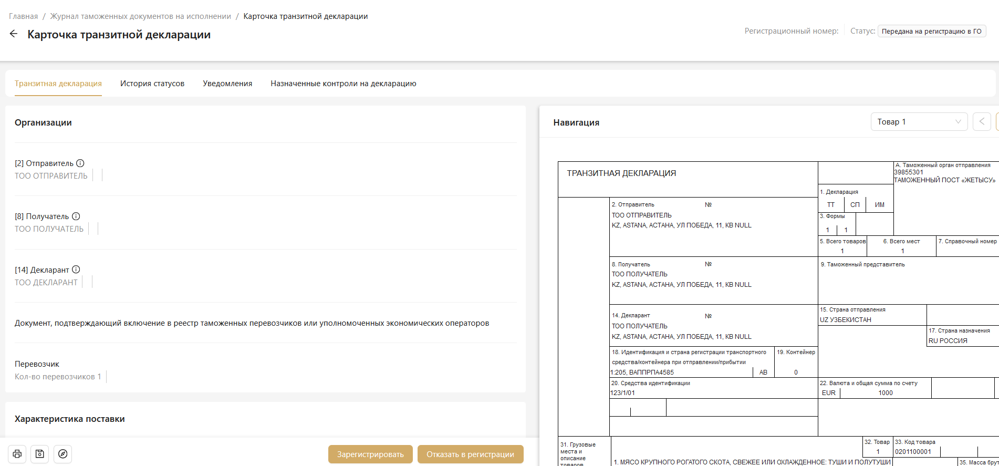 Главная / Журнал таможенных документов на исполнении / Карточка транзитной декларации
Карточка транзитной декларации
Регистрационный номер:
Статус: Передана на регистрацию в ГО
Транзитная декларация
История статусов
Уведомления
Назначенные контроли на декларацию
Организации
[2] Отправитель
ТОО ОТПРАВИТЕЛЬ
[8] Получатель
ТОО ПОЛУЧАТЕЛЬ
[14] Декларант
ТОО ДЕКЛАРАНТ
Документ, подтверждающий включение в реестр таможенных перевозчиков или уполномоченных экономических операторов
Перевозчик
Кол-во перевозчиков 1
Характеристика поставки
Зарегистрировать
Отказать в регистрации
Навигация
Товар 1
ТРАНЗИТНАЯ ДЕКЛАРАЦИЯ
А. Таможенный орган отправления
39855301
ТАМОЖЕННЫЙ ПОСТ «ЖЕТЫСУ»
1. Декларация
ТТ СП ИМ
2. Отправитель №
ТОО ОТПРАВИТЕЛЬ
KZ, ASTANA, АСТАНА, УЛ ПОБЕДА, 11, КВ NULL
3. Формы
1 1
5. Всего товаров
1
6. Всего мест
1
7. Справочный номер
8. Получатель №
ТОО ПОЛУЧАТЕЛЬ
KZ, ASTANA, АСТАНА, УЛ ПОБЕДА, 11, КВ NULL
9. Таможенный представитель
14. Декларант №
ТОО ПОЛУЧАТЕЛЬ
KZ, ASTANA, АСТАНА, УЛ ПОБЕДА, 11, КВ NULL
15. Страна отправления
UZ УЗБЕКИСТАН
17. Страна назначения
RU РОССИЯ
18. Идентификация и страна регистрации транспортного
средства/контейнера при отправлении/прибытии
1:205, ВАППРПА4585 AB
19. Контейнер
0
20. Средства идентификации
123/1/01
22. Валюта и общая сумма по счету
EUR 1000
31. Грузовые
места и
описание
товаров
32. Товар
1
33. Код товара
0201100001
1. МЯСО КРУПНОГО РОГАТОГО СКОТА, СВЕЖЕЕ ИЛИ ОХЛАЖДЕННОЕ: ТУШИ И ПОЛУТУШИ
35. Масса брут